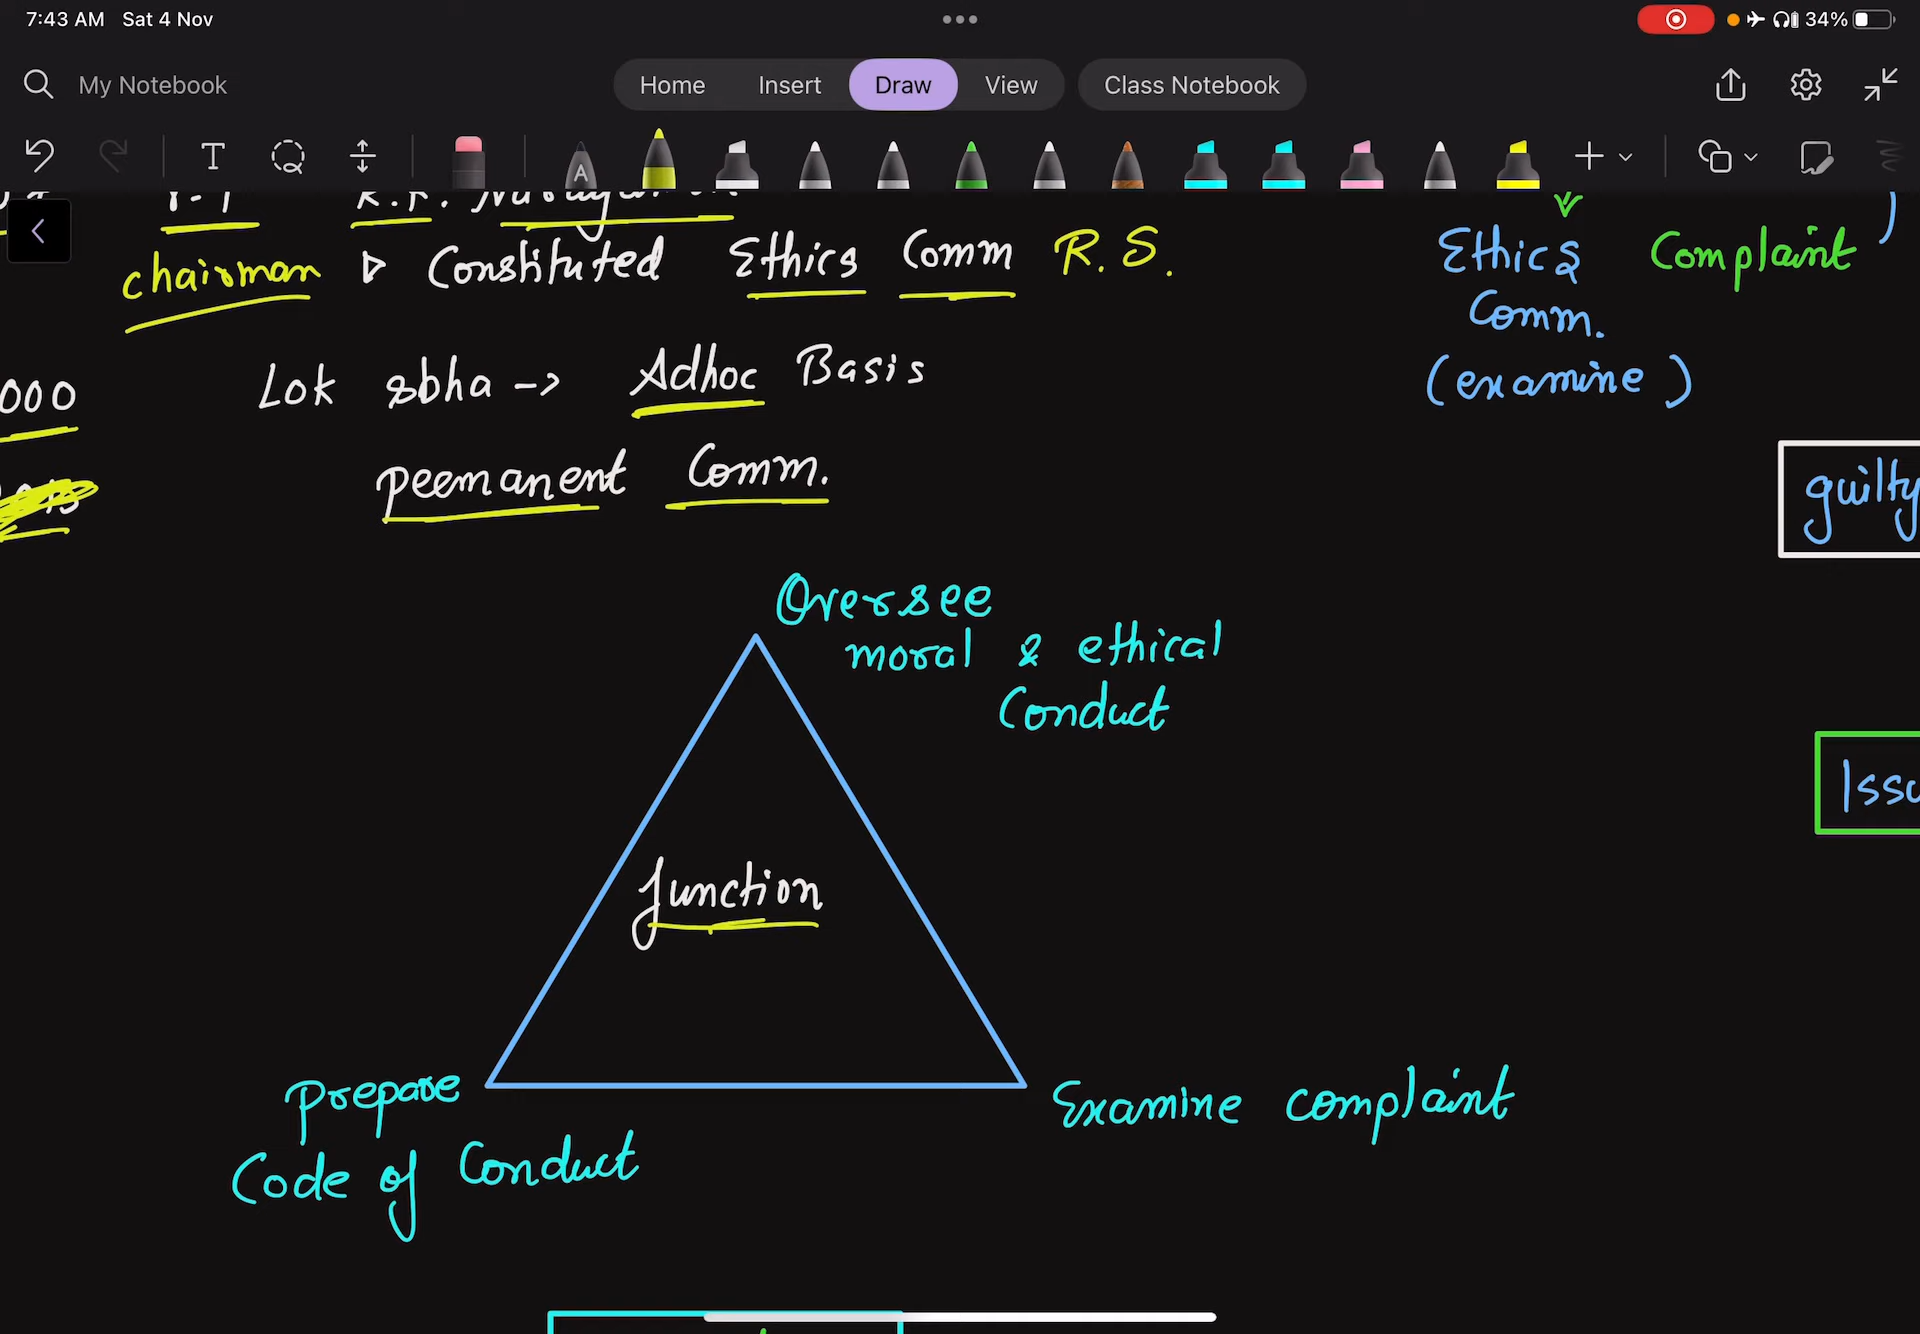 7:43 AM Sat 4 Nov
34%
My Notebook
Home Insert Draw View Class Notebook
A
chairman ▷ Constituted Ethics Comm R.S.
Lok sbha -> Adhoc Basis
000
peemanent Comm.
Ethics Complaint
Comm.
(examine)
guilty
Issu
Oversee
moral & ethical
Conduct
function
Prepare
Code of Conduct
Examine complaint